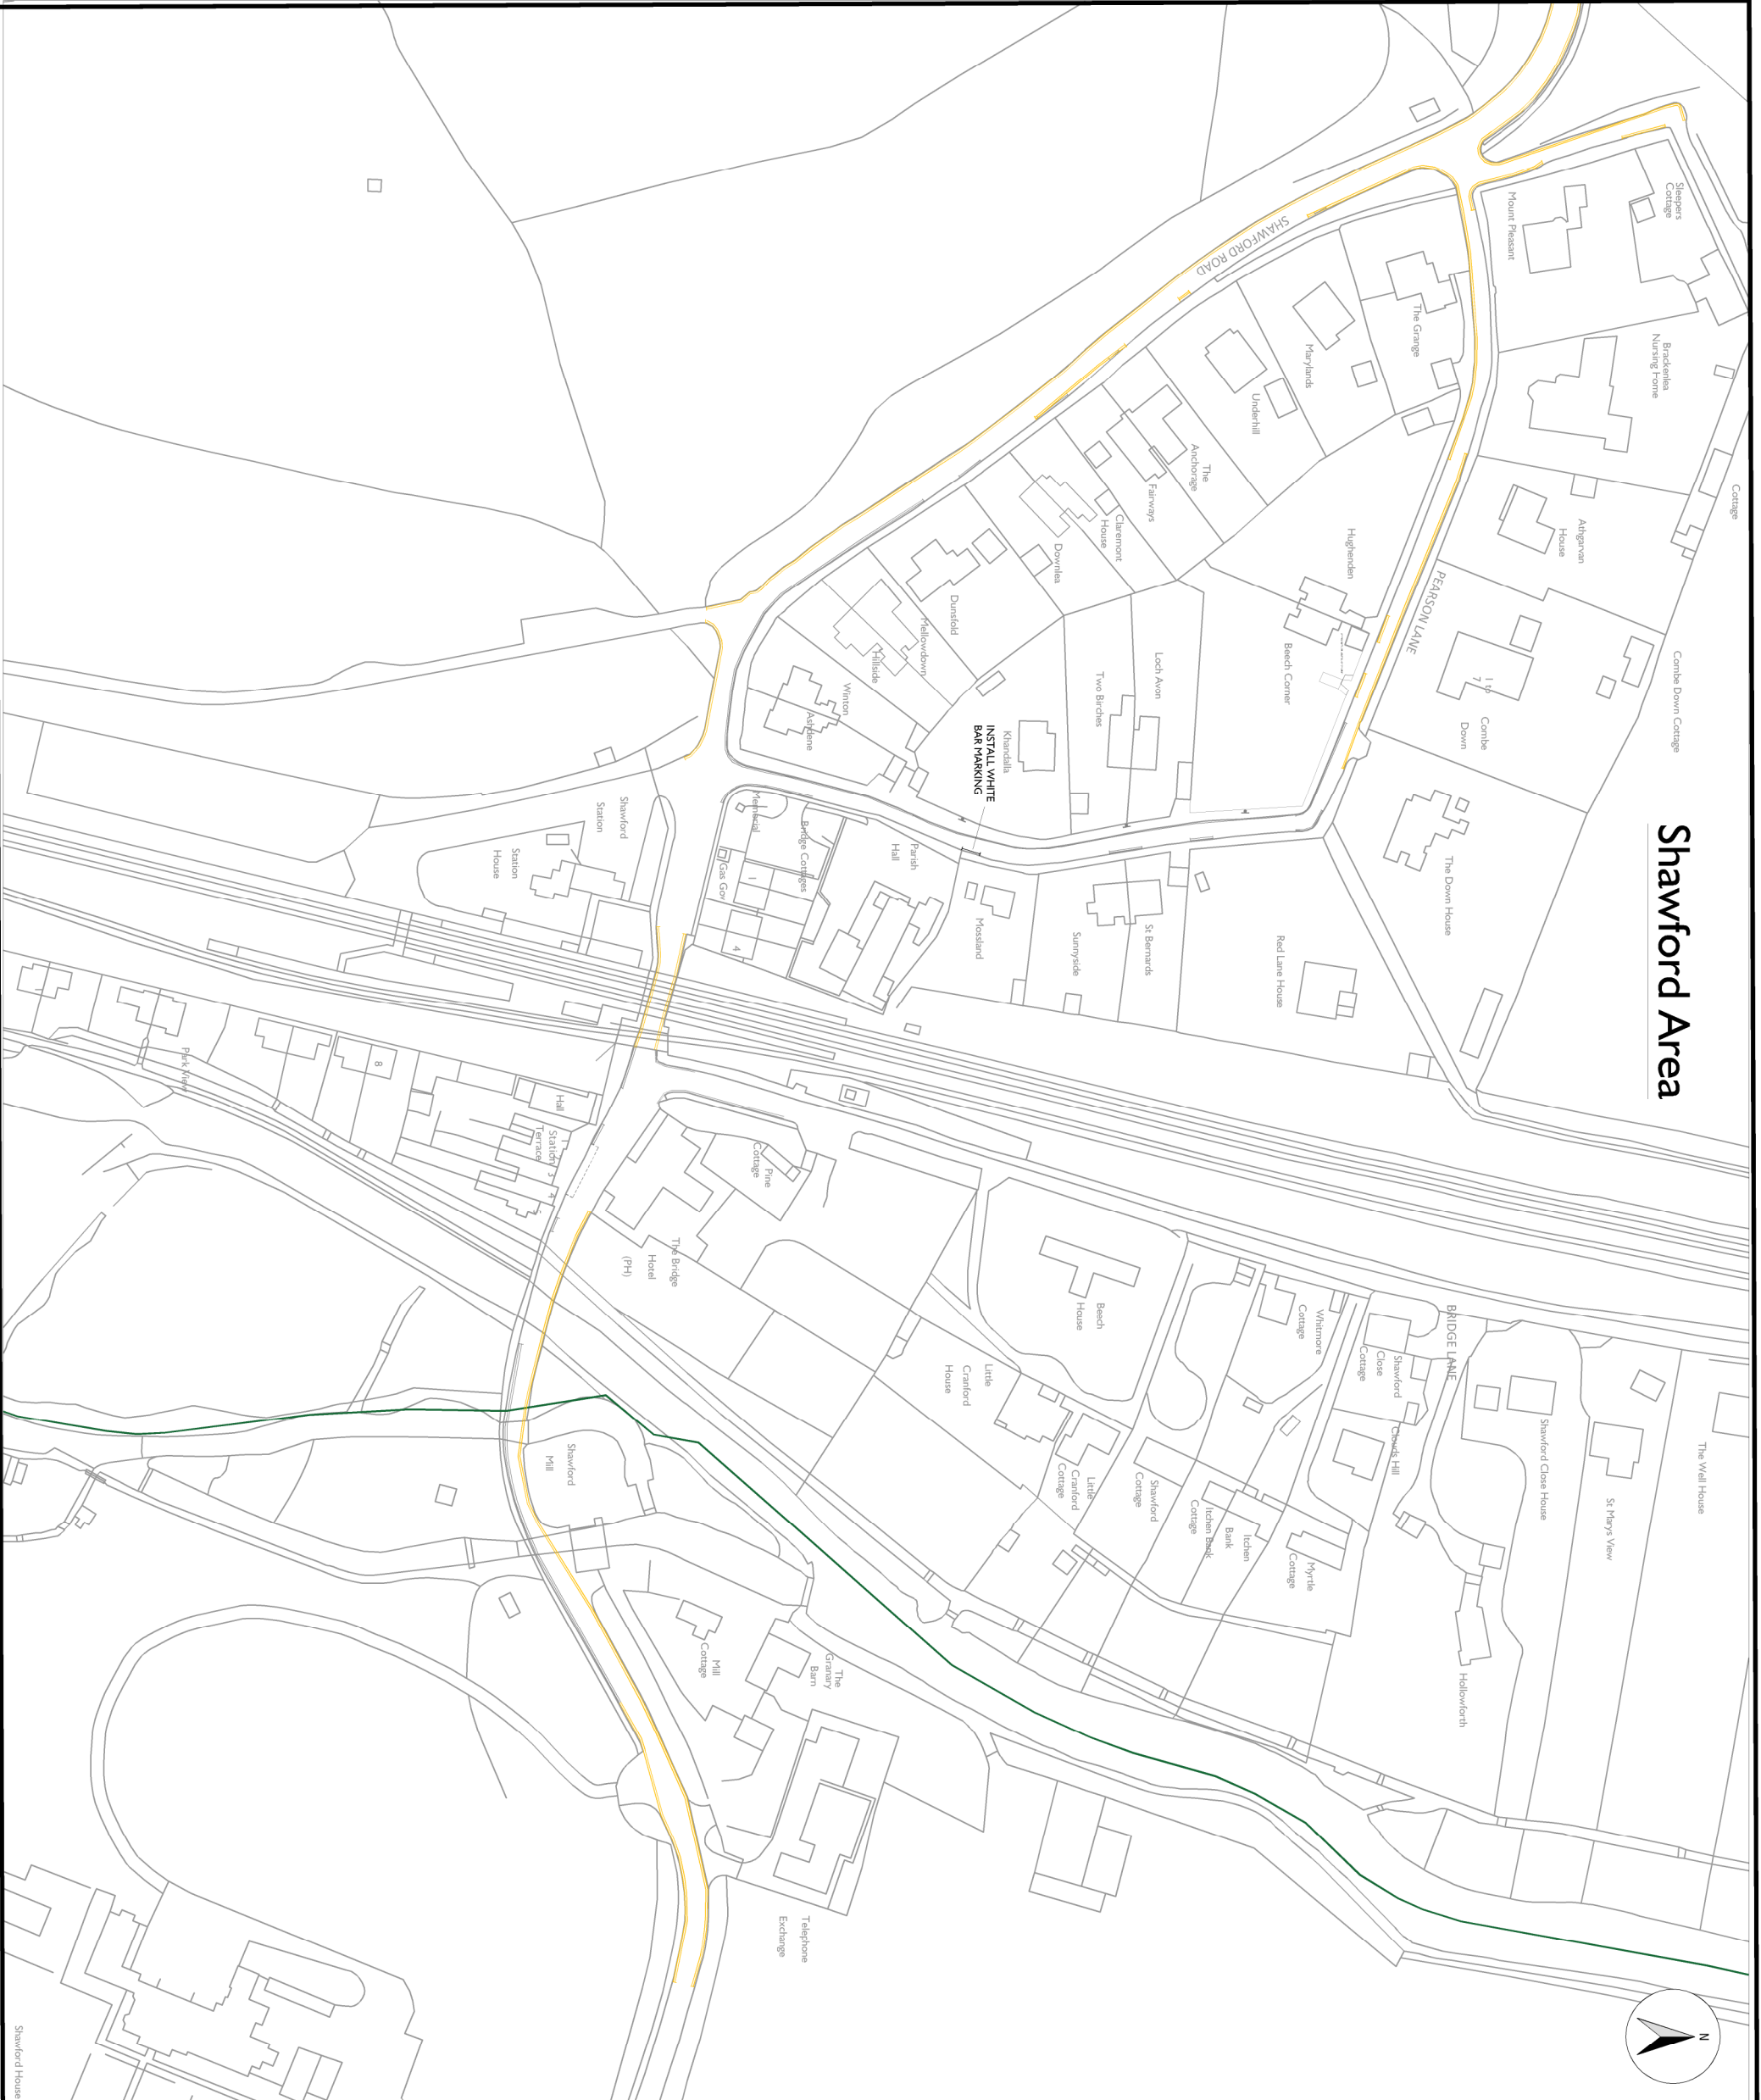 Shawford Area
N
Sleepers
Cottage
Mount Pleasant
Brackenlea
Nursing Home
Cottage
The Grange
Marylands
Underhill
SHAWFORD ROAD
The
Anchorage
Fairways
Claremont
House
Downlea
Dunsfold
Mellowdown
Hillside
Winton
Ashdene
Hughenden
Beech Corner
PEARSON LANE
Athgarvan
House
Combe Down Cottage
1 to
7
Combe
Down
The Down House
Loch Avon
Two Birches
Khandalla
INSTALL WHITE
BAR MARKING
Red Lane House
St Bernards
Sunnyside
Mossland
Parish
Hall
Bridge Cottages
Memorial
Gas Gov
1
4
Shawford
Station
Station
House
Park View
8
Hall
Station
Terrace
1
3
4
Pine
Cottage
The Bridge
Hotel
(PH)
Beech
House
Whitmore
Cottage
BRIDGE LANE
Shawford
Close
Cottage
Clouds Hill
Little
Cranford
House
Little
Cranford
Cottage
Shawford
Cottage
Itchen Bank
Cottage
Itchen
Bank
Myrtle
Cottage
Shawford Close House
St Marys View
The Well House
Hollowforth
Shawford
Mill
Mill
Cottage
The
Granary
Barn
Telephone
Exchange
Shawford House